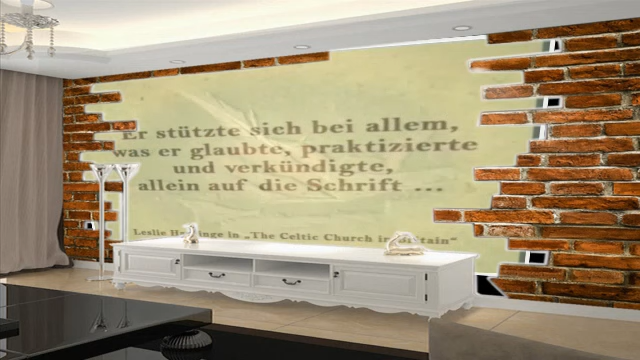 Er stützte sich bei allem,
was er glaubte, praktizierte
und verkündigte,
allein auf die Schrift ...
Leslie in „The Celtic Church in